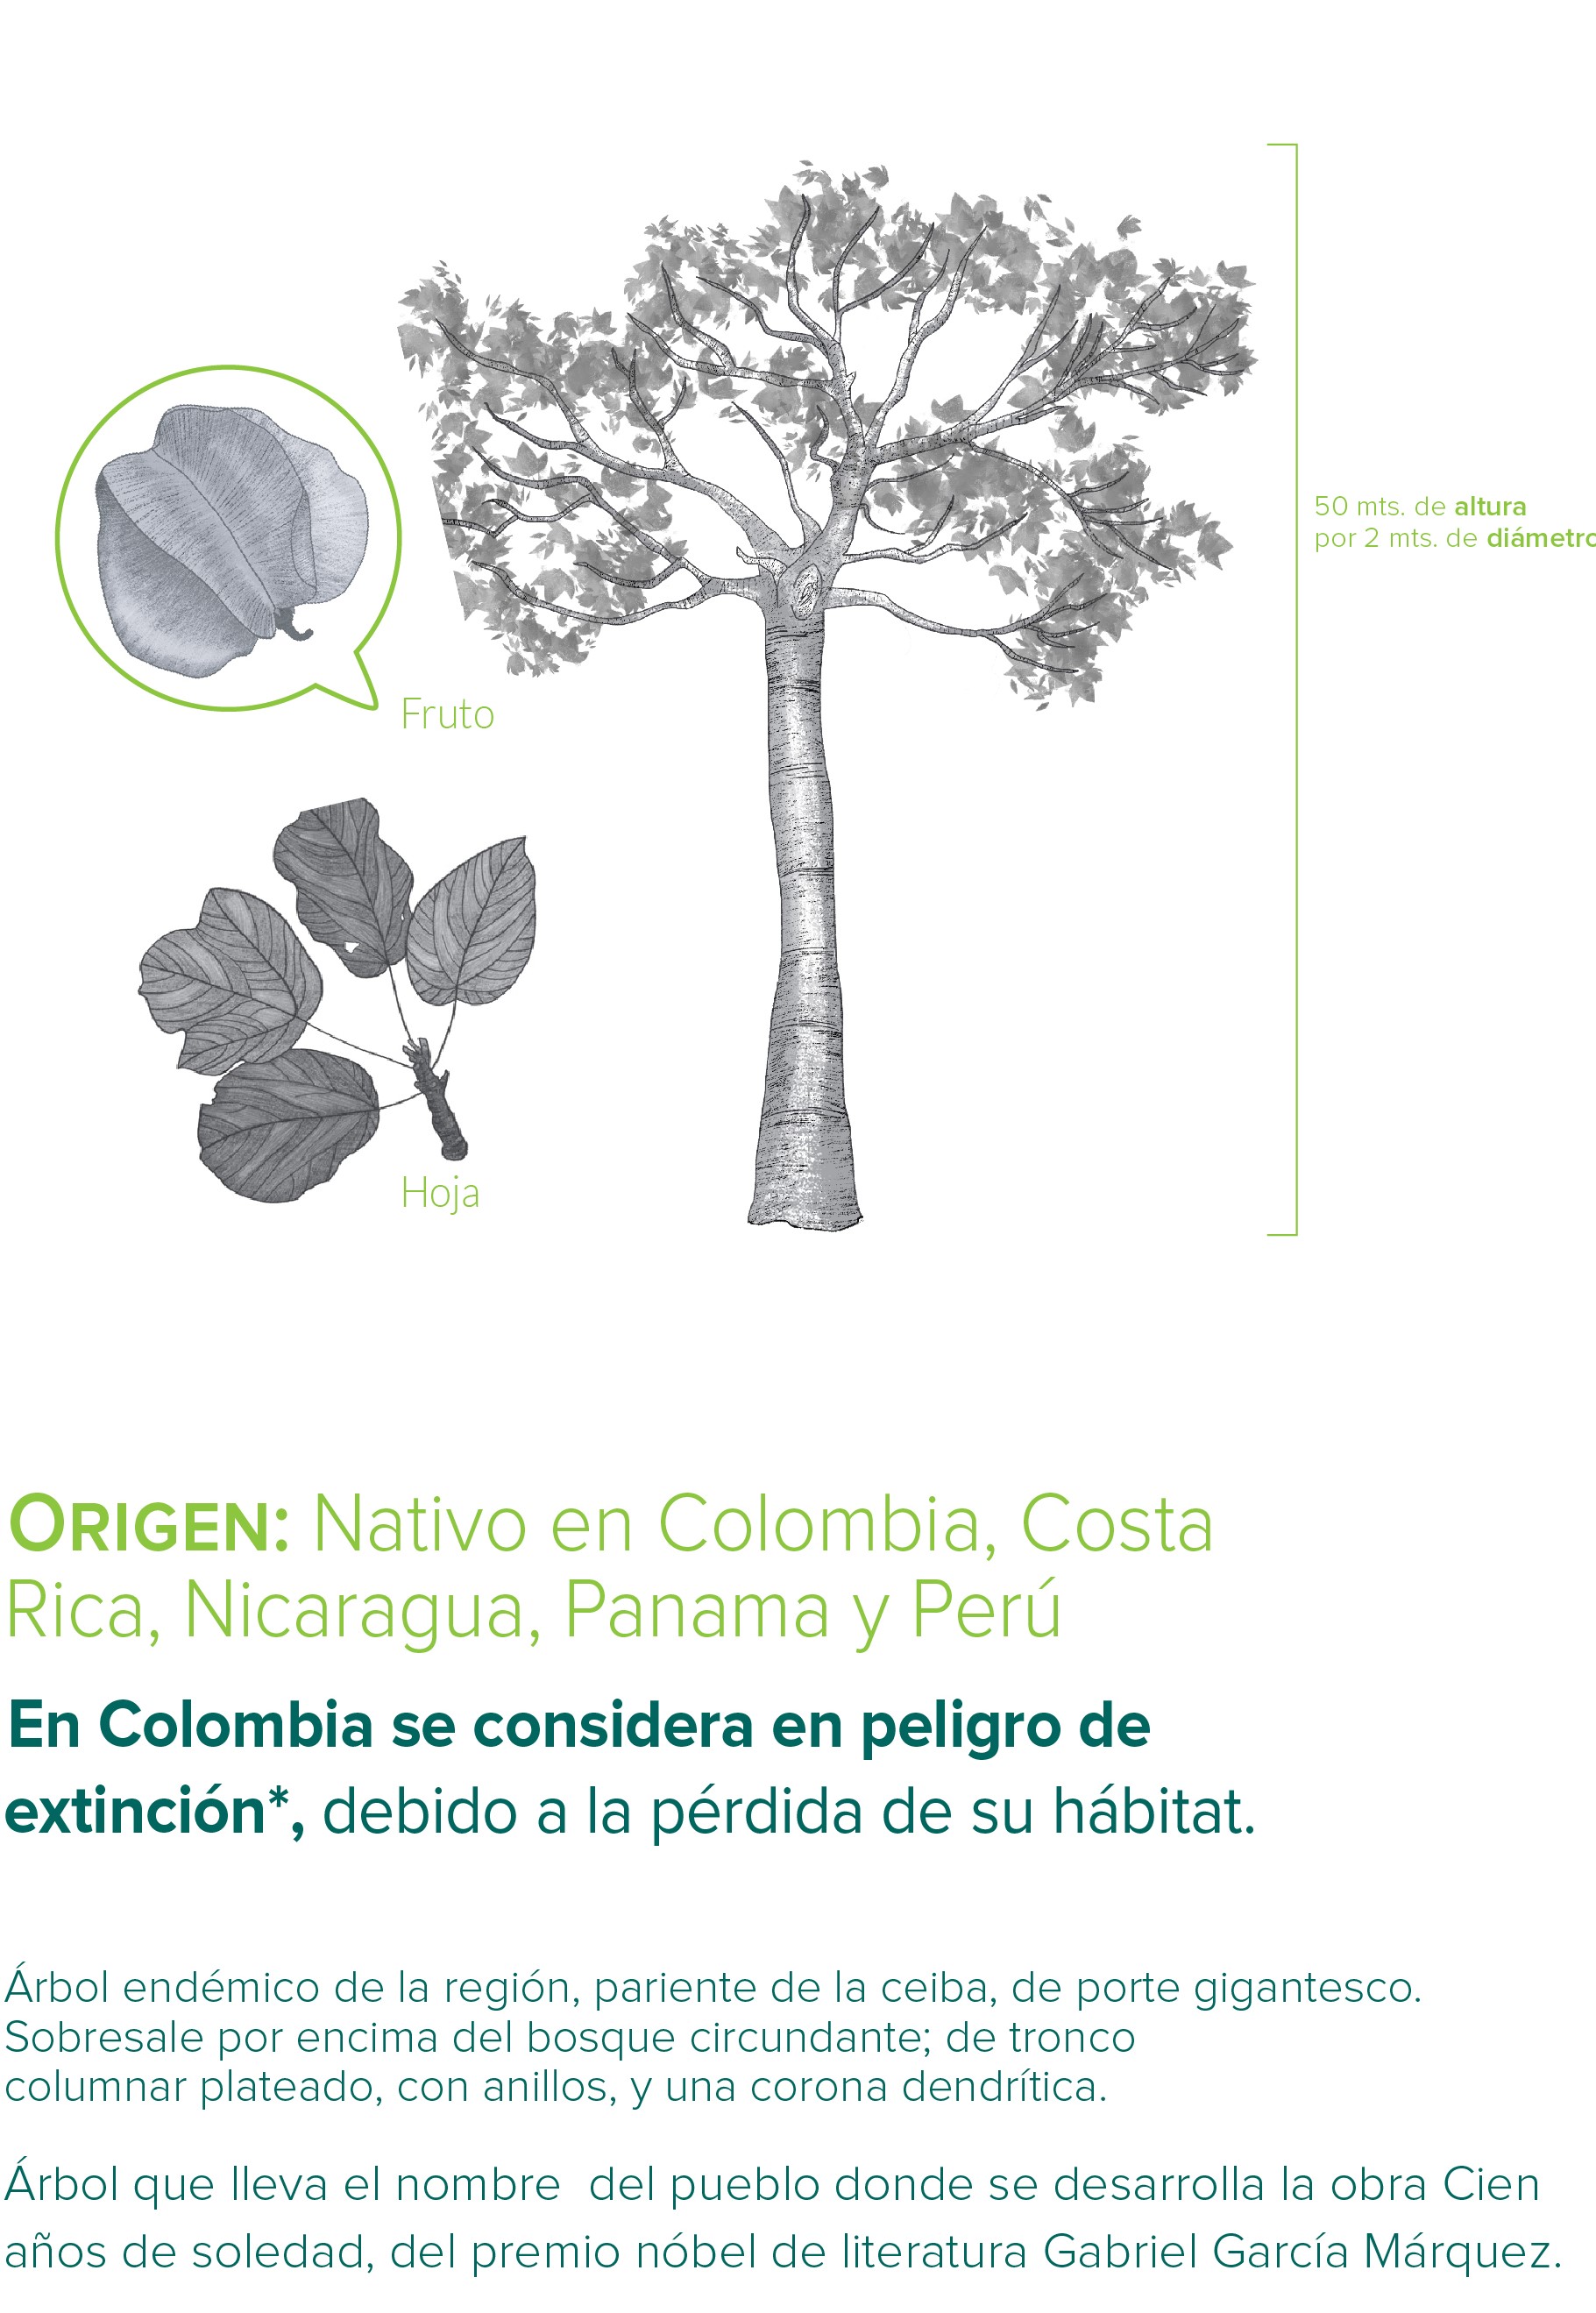 50 mts. de altura
por 2 mts. de diámetro
Fruto
Hoja
ORIGEN: Nativo en Colombia, Costa
Rica, Nicaragua, Panama y Perú
En Colombia se considera en peligro de
extinción*, debido a la pérdida de su hábitat.
Árbol endémico de la región, pariente de la ceiba, de porte gigantesco.
Sobresale por encima del bosque circundante; de tronco
columnar plateado, con anillos, y una corona dendrítica.
Árbol que lleva el nombre  del pueblo donde se desarrolla la obra Cien
años de soledad, del premio nóbel de literatura Gabriel García Márquez.